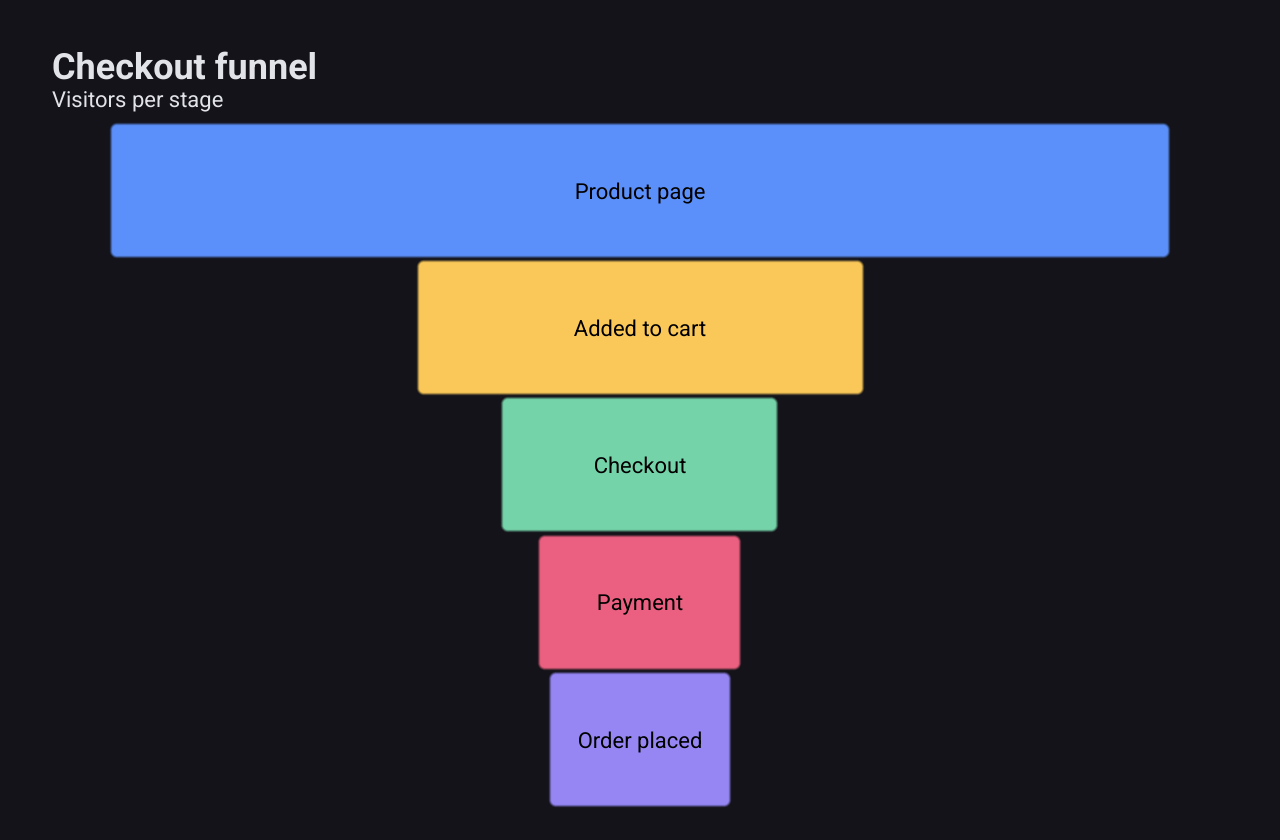 Checkout funnel
Visitors per stage
Product page
Added to cart
Checkout
Payment
Order placed